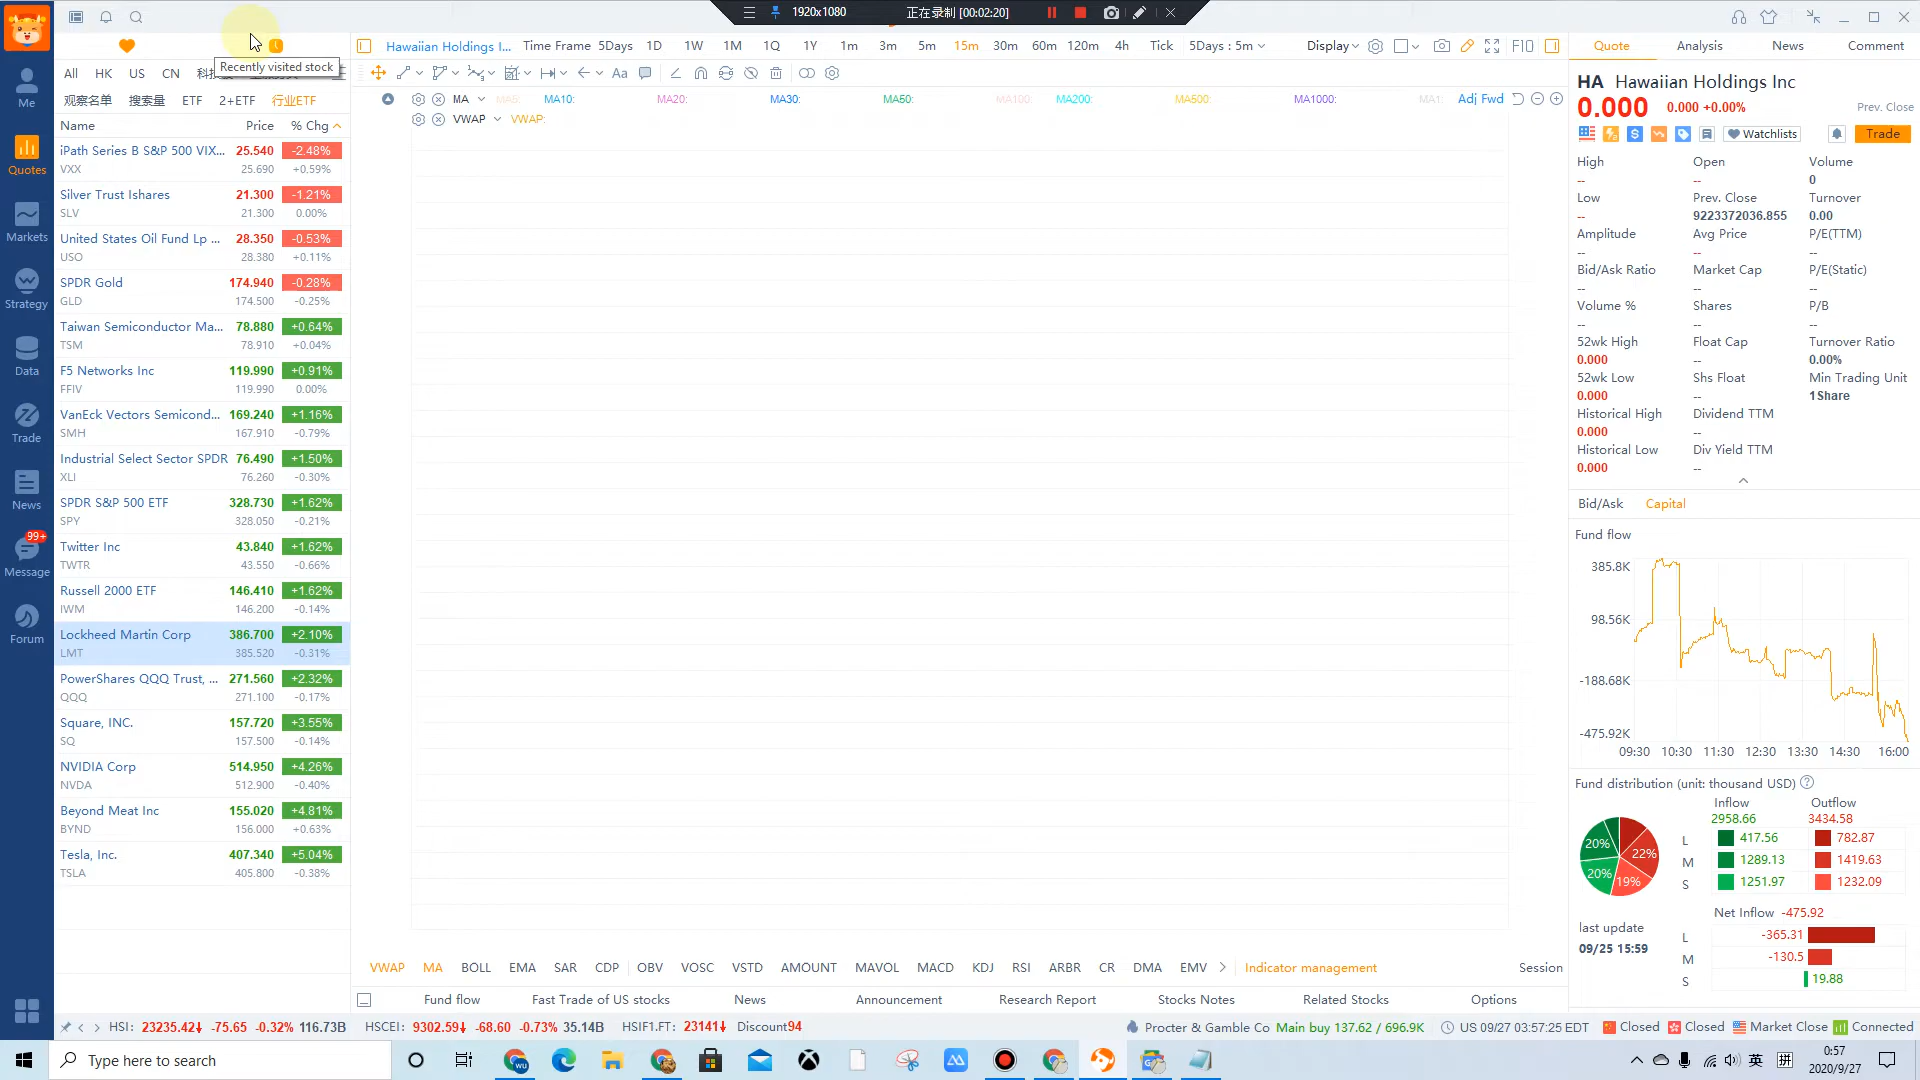 1920x1080 正在录制 [00:02:20]
Recently visited stock
Hawaiian Holdings I... Time Frame 5Days 1D 1W 1M 1Q 1Y 1m 3m 5m 15m 30m 60m 120m 4h Tick 5Days : 5m Display F10
Quote Analysis News Comment
All HK US CN
观察名单 搜索量 ETF 2+ETF 行业ETF
Name Price % Chg
iPath Series B S&P 500 VIX... 25.540 -2.48%
VXX 25.690 +0.59%
Silver Trust Ishares 21.300 -1.21%
SLV 21.300 0.00%
United States Oil Fund Lp ... 28.350 -0.53%
USO 28.380 +0.11%
SPDR Gold 174.940 -0.28%
GLD 174.500 -0.25%
Taiwan Semiconductor Ma... 78.880 +0.64%
TSM 78.910 +0.04%
F5 Networks Inc 119.990 +0.91%
FFIV 119.990 0.00%
VanEck Vectors Semicond... 169.240 +1.16%
SMH 167.910 -0.79%
Industrial Select Sector SPDR 76.490 +1.50%
XLI 76.260 -0.30%
SPDR S&P 500 ETF 328.730 +1.62%
SPY 328.050 -0.21%
Twitter Inc 43.840 +1.62%
TWTR 43.550 -0.66%
Russell 2000 ETF 146.410 +1.62%
IWM 146.200 -0.14%
Lockheed Martin Corp 386.700 +2.10%
LMT 385.520 -0.31%
PowerShares QQQ Trust, ... 271.560 +2.32%
QQQ 271.100 -0.17%
Square, INC. 157.720 +3.55%
SQ 157.500 -0.14%
NVIDIA Corp 514.950 +4.26%
NVDA 512.900 -0.40%
Beyond Meat Inc 155.020 +4.81%
BYND 156.000 +0.63%
Tesla, Inc. 407.340 +5.04%
TSLA 405.800 -0.38%
Me
Quotes
Markets
Strategy
Data
Trade
News
99+
Message
Forum
Aa
MA MA5: MA10: MA20: MA30: MA50: MA100: MA200: MA500: MA1000: MA1: Adj Fwd
VWAP VWAP:
VWAP MA BOLL EMA SAR CDP OBV VOSC VSTD AMOUNT MAVOL MACD KDJ RSI ARBR CR DMA EMV Indicator management Session
Fund flow Fast Trade of US stocks News Announcement Research Report Stocks Notes Related Stocks Options
HA Hawaiian Holdings Inc
0.000 0.000 +0.00% Prev. Close
Watchlists Trade
High Open Volume
-- -- 0
Low Prev. Close Turnover
-- 9223372036.855 0.00
Amplitude Avg Price P/E(TTM)
-- -- --
Bid/Ask Ratio Market Cap P/E(Static)
-- -- --
Volume % Shares P/B
-- -- --
52wk High Float Cap Turnover Ratio
0.000 -- 0.00%
52wk Low Shs Float Min Trading Unit
0.000 -- 1Share
Historical High Dividend TTM
0.000 --
Historical Low Div Yield TTM
0.000 --
Bid/Ask Capital
Fund flow
385.8K
98.56K
-188.68K
-475.92K
09:30 10:30 11:30 12:30 13:30 14:30 16:00
Fund distribution (unit: thousand USD)
Inflow Outflow
2958.66 3434.58
L 417.56 782.87
M 1289.13 1419.63
S 1251.97 1232.09
20% 22% 20% 19%
Net Inflow -475.92
last update
09/25 15:59
L -365.31
M -130.5
S 19.88
HSI: 23235.42↓ -75.65 -0.32% 116.73B HSCEI: 9302.59↓ -68.60 -0.73% 35.14B HSIF1.FT: 23141↓ Discount94 Procter & Gamble Co Main buy 137.62 / 696.9K US 09/27 03:57:25 EDT Closed Closed Market Close Connected
Type here to search
英 拼 0:57
2020/9/27